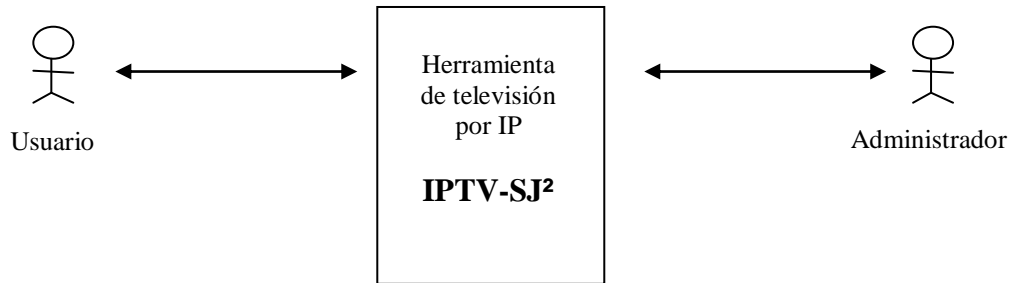 Herramienta
de televisión
por IP
Usuario
Administrador
IPTV-SJ²